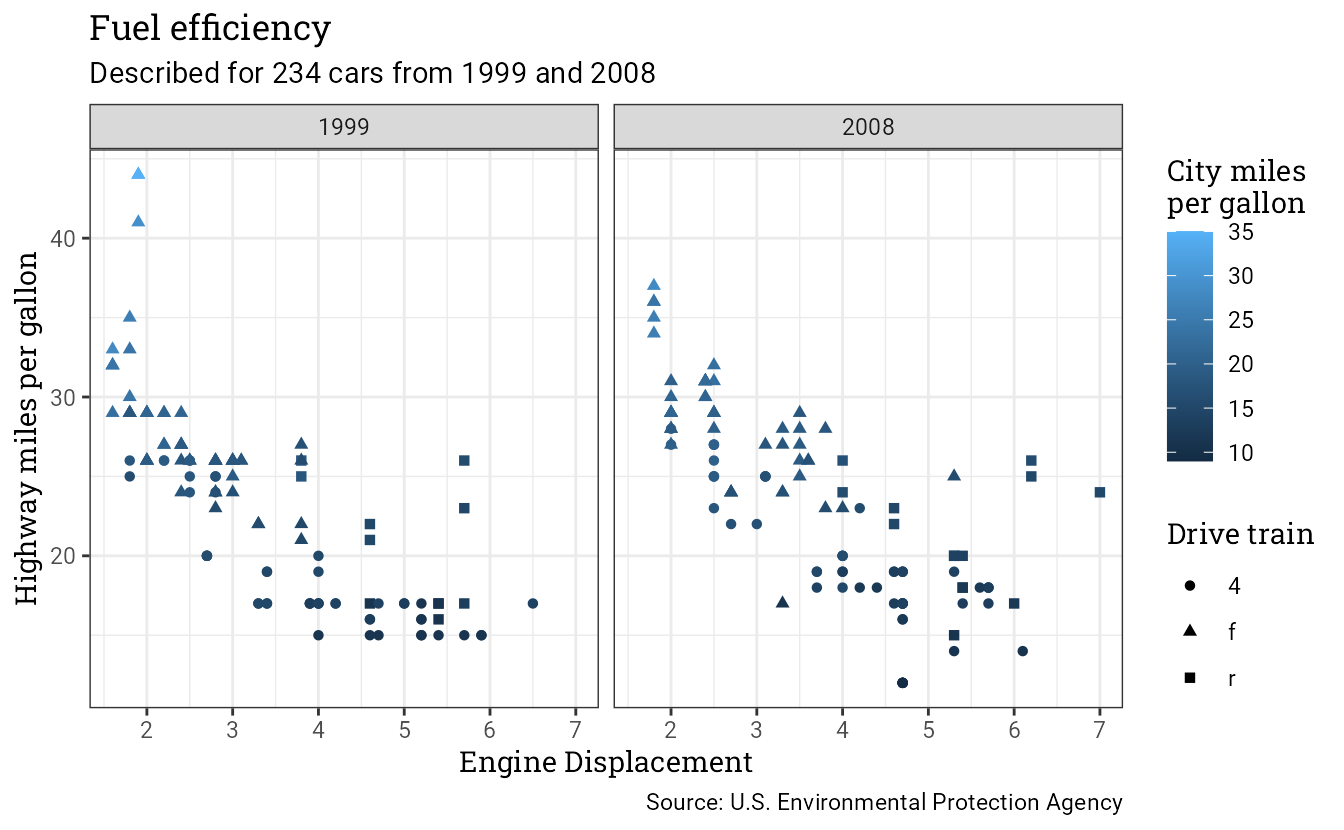 Fuel efficiency
Described for 234 cars from 1999 and 2008
1999
2008
Highway miles per gallon
40
30
20
2 3 4 5 6 7
2 3 4 5 6 7
Engine Displacement
City miles
per gallon
35
30
25
20
15
10
Drive train
4
f
r
Source: U.S. Environmental Protection Agency